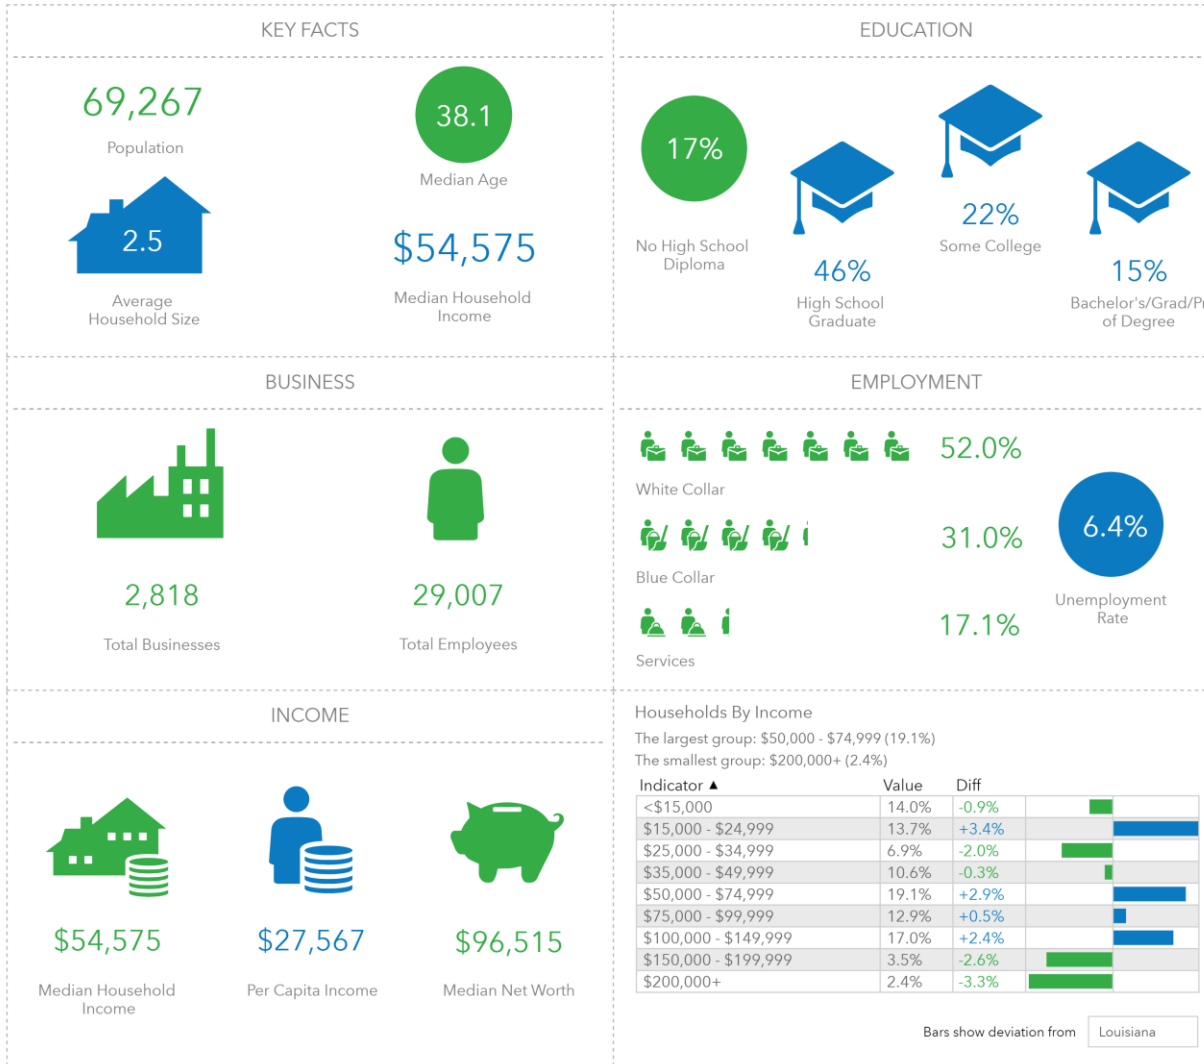 KEY FACTS
69,267
Population
38.1
Median Age
2.5
Average
Household Size
$54,575
Median Household
Income
EDUCATION
17%
No High School
Diploma
46%
High School
Graduate
22%
Some College
15%
Bachelor's/Grad/Pr
of Degree
BUSINESS
2,818
Total Businesses
29,007
Total Employees
EMPLOYMENT
52.0%
White Collar
31.0%
Blue Collar
17.1%
Services
6.4%
Unemployment
Rate
INCOME
$54,575
Median Household
Income
$27,567
Per Capita Income
$96,515
Median Net Worth
Households By Income
The largest group: $50,000 - $74,999 (19.1%)
The smallest group: $200,000+ (2.4%)
Indicator ▲ Value Diff
<$15,000 14.0% -0.9%
$15,000 - $24,999 13.7% +3.4%
$25,000 - $34,999 6.9% -2.0%
$35,000 - $49,999 10.6% -0.3%
$50,000 - $74,999 19.1% +2.9%
$75,000 - $99,999 12.9% +0.5%
$100,000 - $149,999 17.0% +2.4%
$150,000 - $199,999 3.5% -2.6%
$200,000+ 2.4% -3.3%
Bars show deviation from Louisiana